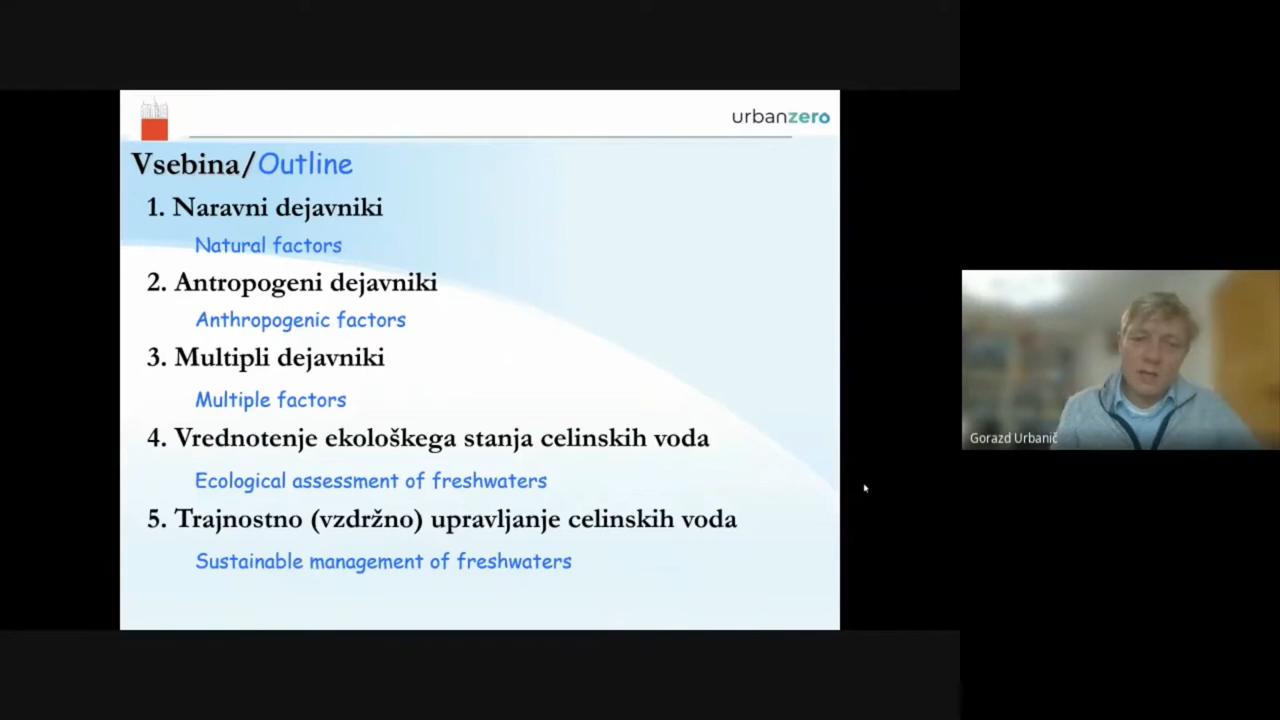 urbanzero
Vsebina/Outline
1. Naravni dejavniki
Natural factors
2. Antropogeni dejavniki
Anthropogenic factors
3. Multipli dejavniki
Multiple factors
4. Vrednotenje ekološkega stanja celinskih voda
Ecological assessment of freshwaters
5. Trajnostno (vzdržno) upravljanje celinskih voda
Sustainable management of freshwaters
Gorazd Urbanič